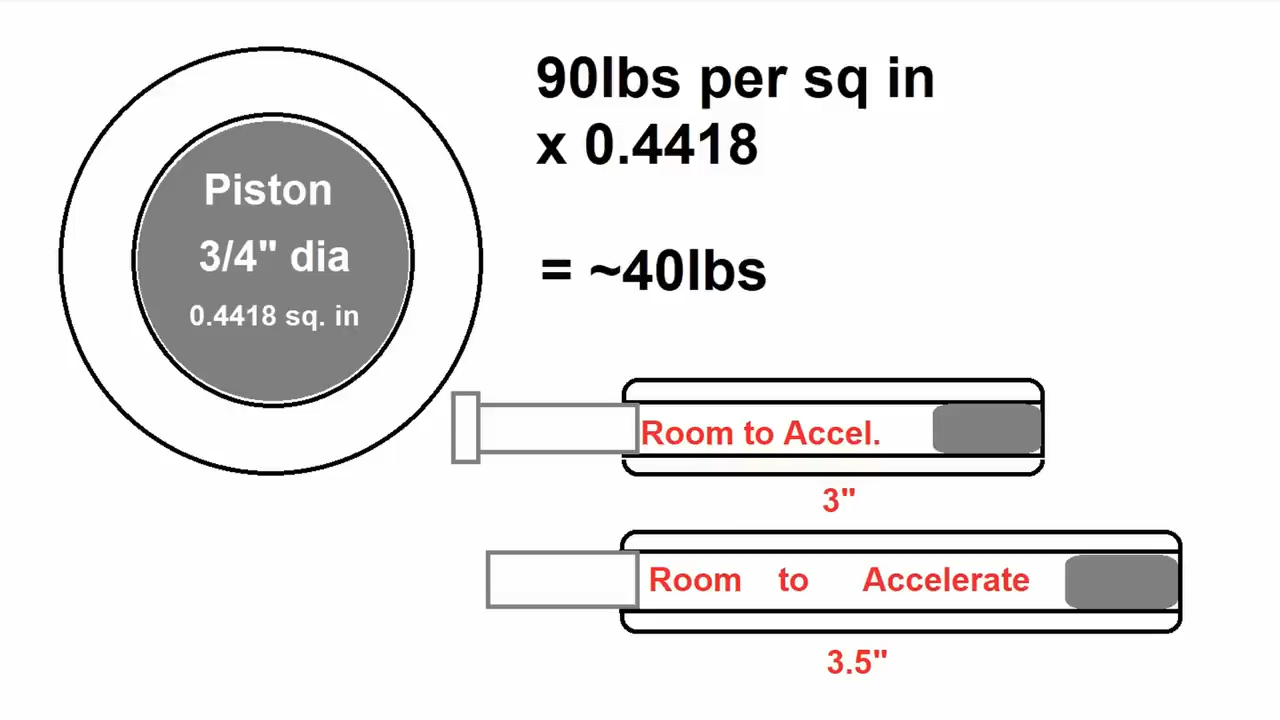 Piston
3/4" dia
0.4418 sq. in
90lbs per sq in
x 0.4418
= ~40lbs
Room to Accel.
3"
Room to Accelerate
3.5"